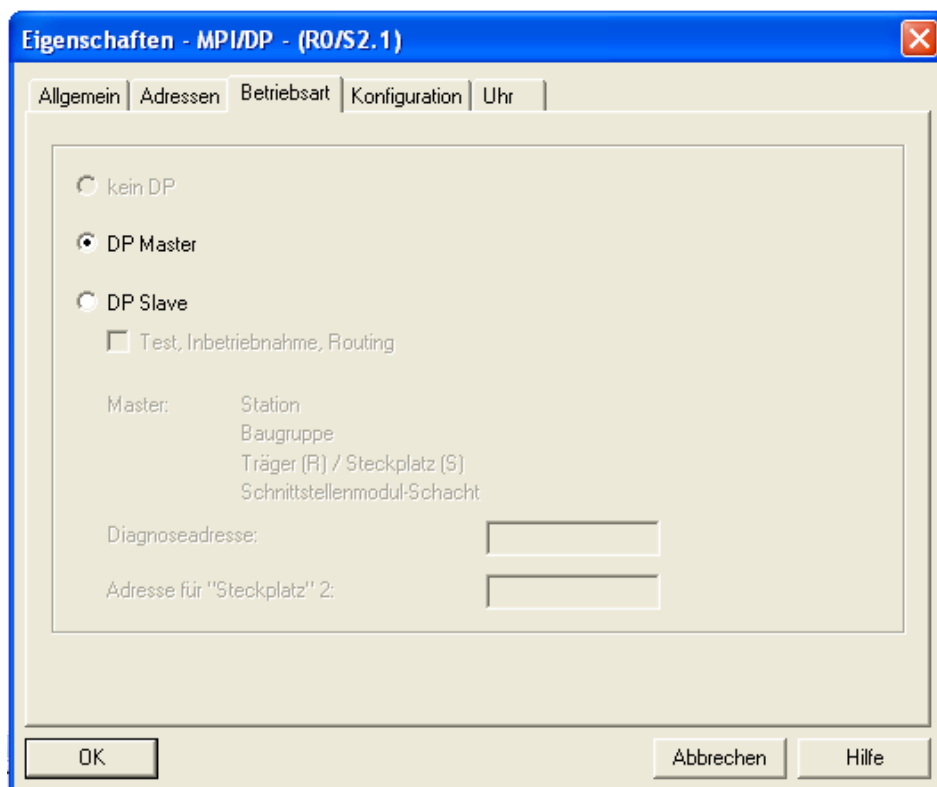 Eigenschaften - MPI/DP - (R0/S2.1)
Allgemein Adressen Betriebsart Konfiguration Uhr
kein DP
DP Master
DP Slave
Test, Inbetriebnahme, Routing
Master: Station
Baugruppe
Träger (R) / Steckplatz (S)
Schnittstellenmodul-Schacht
Diagnoseadresse:
Adresse für "Steckplatz" 2:
OK Abbrechen Hilfe